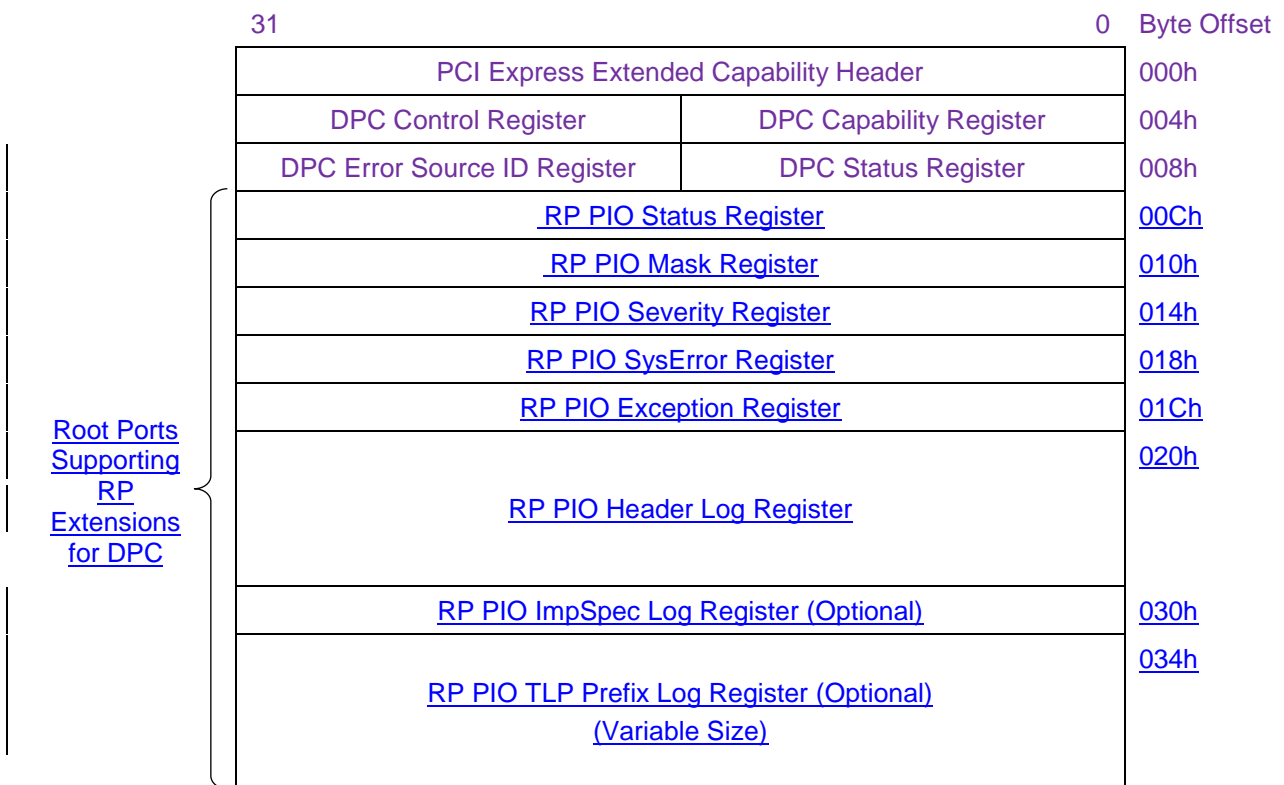 31 0 Byte Offset
PCI Express Extended Capability Header 000h
DPC Control Register DPC Capability Register 004h
DPC Error Source ID Register DPC Status Register 008h
RP PIO Status Register 00Ch
RP PIO Mask Register 010h
RP PIO Severity Register 014h
RP PIO SysError Register 018h
RP PIO Exception Register 01Ch
Root Ports
Supporting
RP
Extensions
for DPC
020h
RP PIO Header Log Register
RP PIO ImpSpec Log Register (Optional) 030h
034h
RP PIO TLP Prefix Log Register (Optional)
(Variable Size)